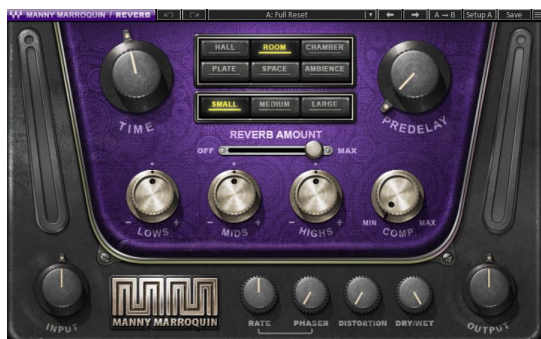 MANNY MARROQUIN / REVERB A: Full Reset A → B Setup A Save
HALL ROOM CHAMBER
PLATE SPACE AMBIENCE
SMALL MEDIUM LARGE
TIME
PREDELAY
REVERB AMOUNT
OFF MAX
- + - + - + MIN MAX
LOWS MIDS HIGHS COMP
INPUT
MANNY MARROQUIN
RATE PHASER DISTORTION DRY/WET
OUTPUT